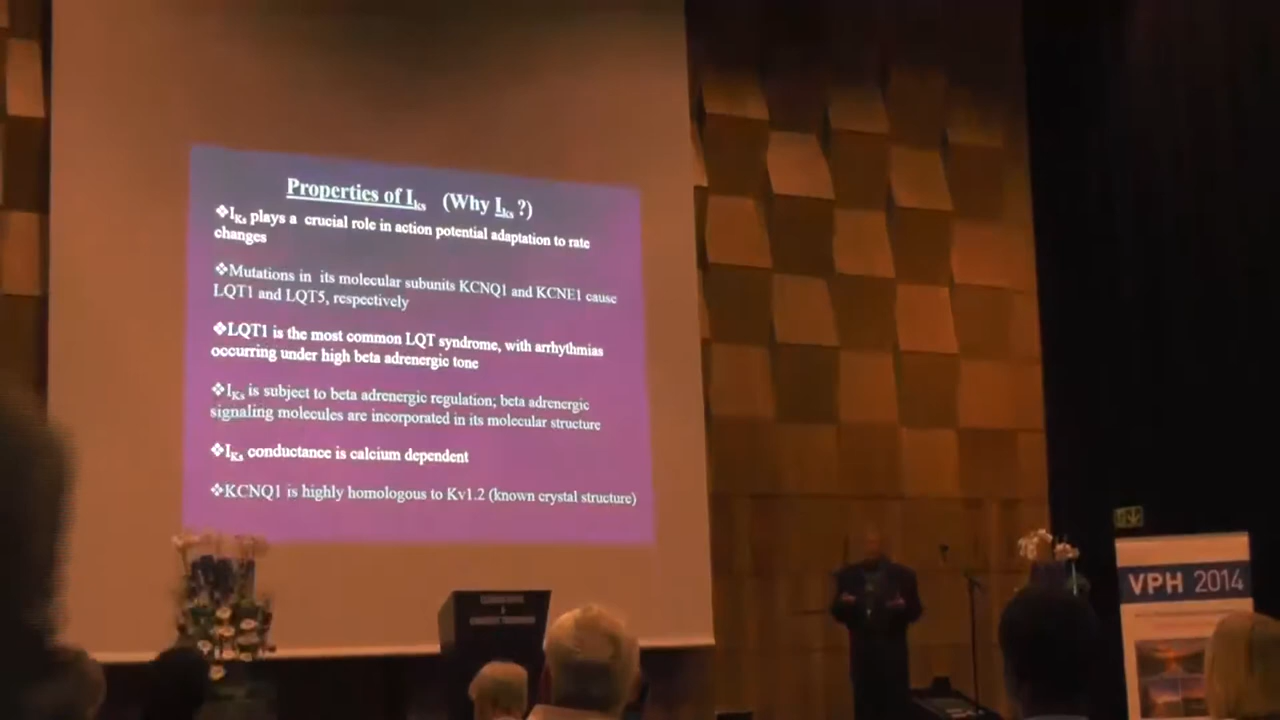 Properties of Iks (Why Iks ?)
❖IKs plays a crucial role in action potential adaptation to rate
changes
❖Mutations in its molecular subunits KCNQ1 and KCNE1 cause
LQT1 and LQT5, respectively
❖LQT1 is the most common LQT syndrome, with arrhythmias
occurring under high beta adrenergic tone
❖IKs is subject to beta adrenergic regulation; beta adrenergic
signaling molecules are incorporated in its molecular structure
❖IKs conductance is calcium dependent
❖KCNQ1 is highly homologous to Kv1.2 (known crystal structure)
VPH 2014